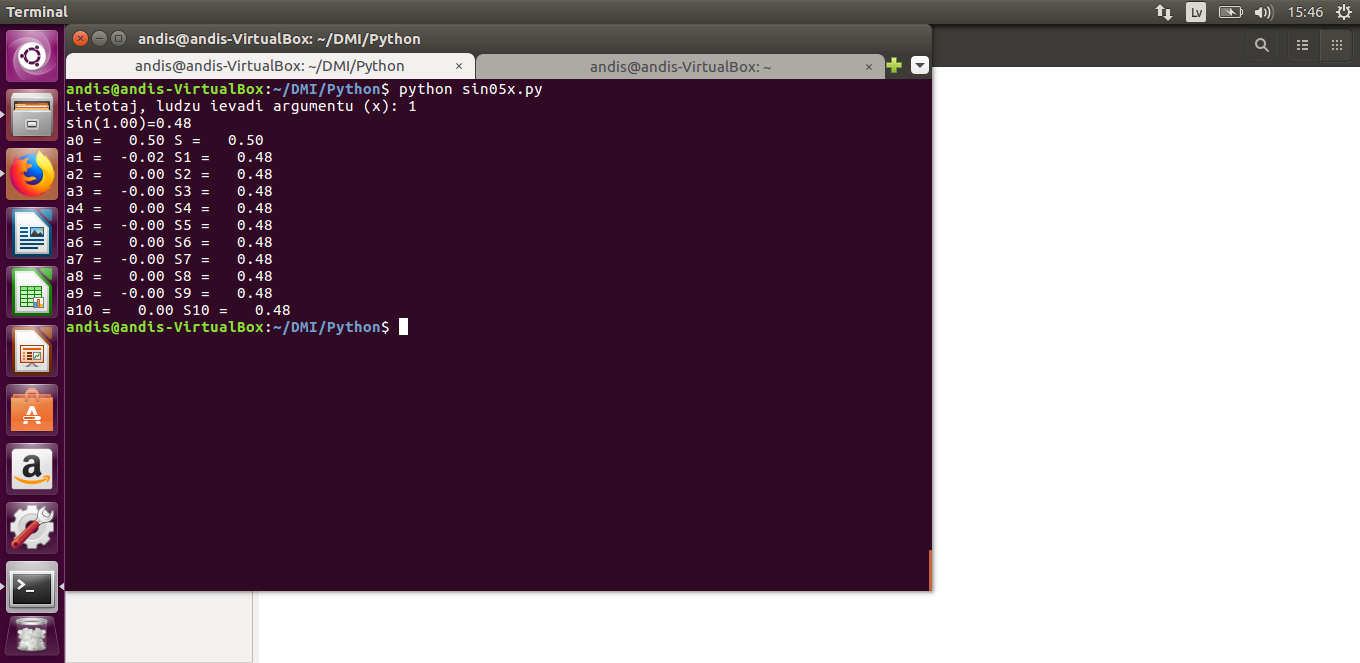 Terminal
Lv
15:46
andis@andis-VirtualBox: ~/DMI/Python
andis@andis-VirtualBox: ~/DMI/Python ×
andis@andis-VirtualBox: ~ ×
andis@andis-VirtualBox:~/DMI/Python$ python sin05x.py
Lietotaj, ludzu ievadi argumentu (x): 1
sin(1.00)=0.48
a0 =   0.50 S =   0.50
a1 =  -0.02 S1 =   0.48
a2 =   0.00 S2 =   0.48
a3 =  -0.00 S3 =   0.48
a4 =   0.00 S4 =   0.48
a5 =  -0.00 S5 =   0.48
a6 =   0.00 S6 =   0.48
a7 =  -0.00 S7 =   0.48
a8 =   0.00 S8 =   0.48
a9 =  -0.00 S9 =   0.48
a10 =   0.00 S10 =   0.48
andis@andis-VirtualBox:~/DMI/Python$